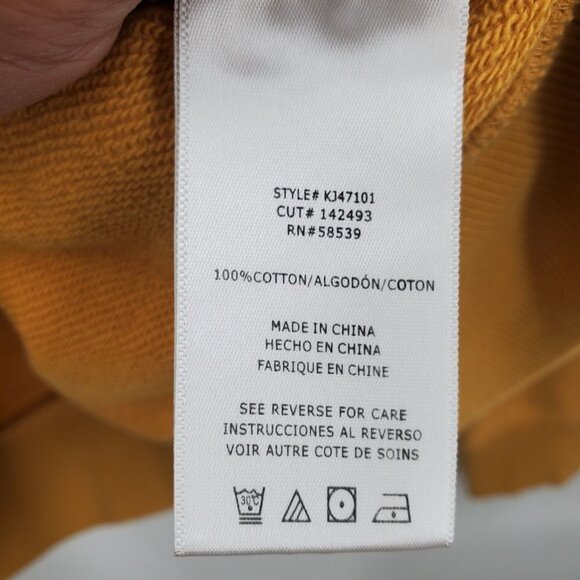 STYLE# KJ47101
CUT# 142493
RN#58539
100%COTTON/ALGODÓN/COTON
MADE IN CHINA
HECHO EN CHINA
FABRIQUE EN CHINE
SEE REVERSE FOR CARE
INSTRUCCIONES AL REVERSO
VOIR AUTRE COTE DE SOINS
30°C